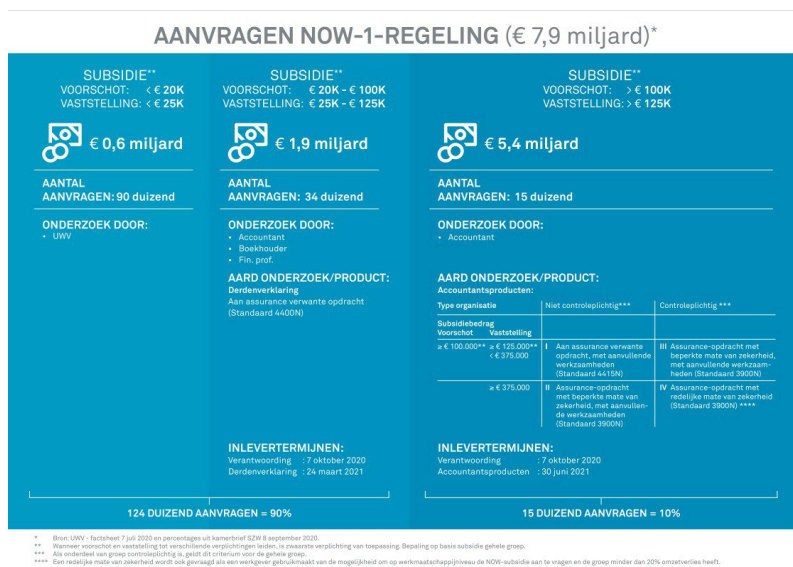 AANVRAGEN NOW-1-REGELING (€ 7,9 miljard)*
SUBSIDIE**
VOORSCHOT: < € 20K
VASTSTELLING: < € 25K
€ 0,6 miljard
AANTAL
AANVRAGEN: 90 duizend
ONDERZOEK DOOR:
• UWV
SUBSIDIE**
VOORSCHOT: € 20K - € 100K
VASTSTELLING: € 25K - € 125K
€ 1,9 miljard
AANTAL
AANVRAGEN: 34 duizend
ONDERZOEK DOOR:
• Accountant
• Boekhouder
• Fin. prof.
AARD ONDERZOEK/PRODUCT:
Derdenverklaring
Aan assurance verwante opdracht
(Standaard 4400N)
INLEVERTERMIJNEN:
Verantwoording : 7 oktober 2020
Derdenverklaring : 24 maart 2021
124 DUIZEND AANVRAGEN = 90%
SUBSIDIE**
VOORSCHOT: > € 100K
VASTSTELLING: > € 125K
€ 5,4 miljard
AANTAL
AANVRAGEN: 15 duizend
ONDERZOEK DOOR:
• Accountant
AARD ONDERZOEK/PRODUCT:
Accountantsproducten:
Type organisatie Niet controleplichtig*** Controleplichtig ***
Subsidiebedrag
Voorschot Vaststelling
≥ € 100.000** ≥ € 125.000**
< € 375.000
I Aan assurance verwante
opdracht, met aanvullende
werkzaamheden
(Standaard 4415N)
III Assurance-opdracht met
beperkte mate van zekerheid,
met aanvullende werkzaam-
heden (Standaard 3900N)
≥ € 375.000
II Assurance-opdracht
met beperkte mate van
zekerheid, met aanvullen-
de werkzaamheden
(Standaard 3900N)
IV Assurance-opdracht met
redelijke mate van zekerheid
(Standaard 3900N) ****
INLEVERTERMIJNEN:
Verantwoording : 7 oktober 2020
Accountantsproducten : 30 juni 2021
15 DUIZEND AANVRAGEN = 10%
* Bron: UWV - factsheet 7 juli 2020 en percentages uit kamerbrief SZW 8 september 2020.
** Wanneer voorschot en vaststelling tot verschillende verplichtingen leiden, is zwaarste verplichting van toepassing. Bepaling op basis subsidie gehele groep.
*** Als onderdeel van groep controleplichtig is, geldt dit criterium voor de gehele groep.
**** Een redelijke mate van zekerheid wordt ook gevraagd als een werkgever gebruikmaakt van de mogelijkheid om op werkmaatschappijniveau de NOW-subsidie aan te vragen en de groep minder dan 20% omzetverlies heeft.